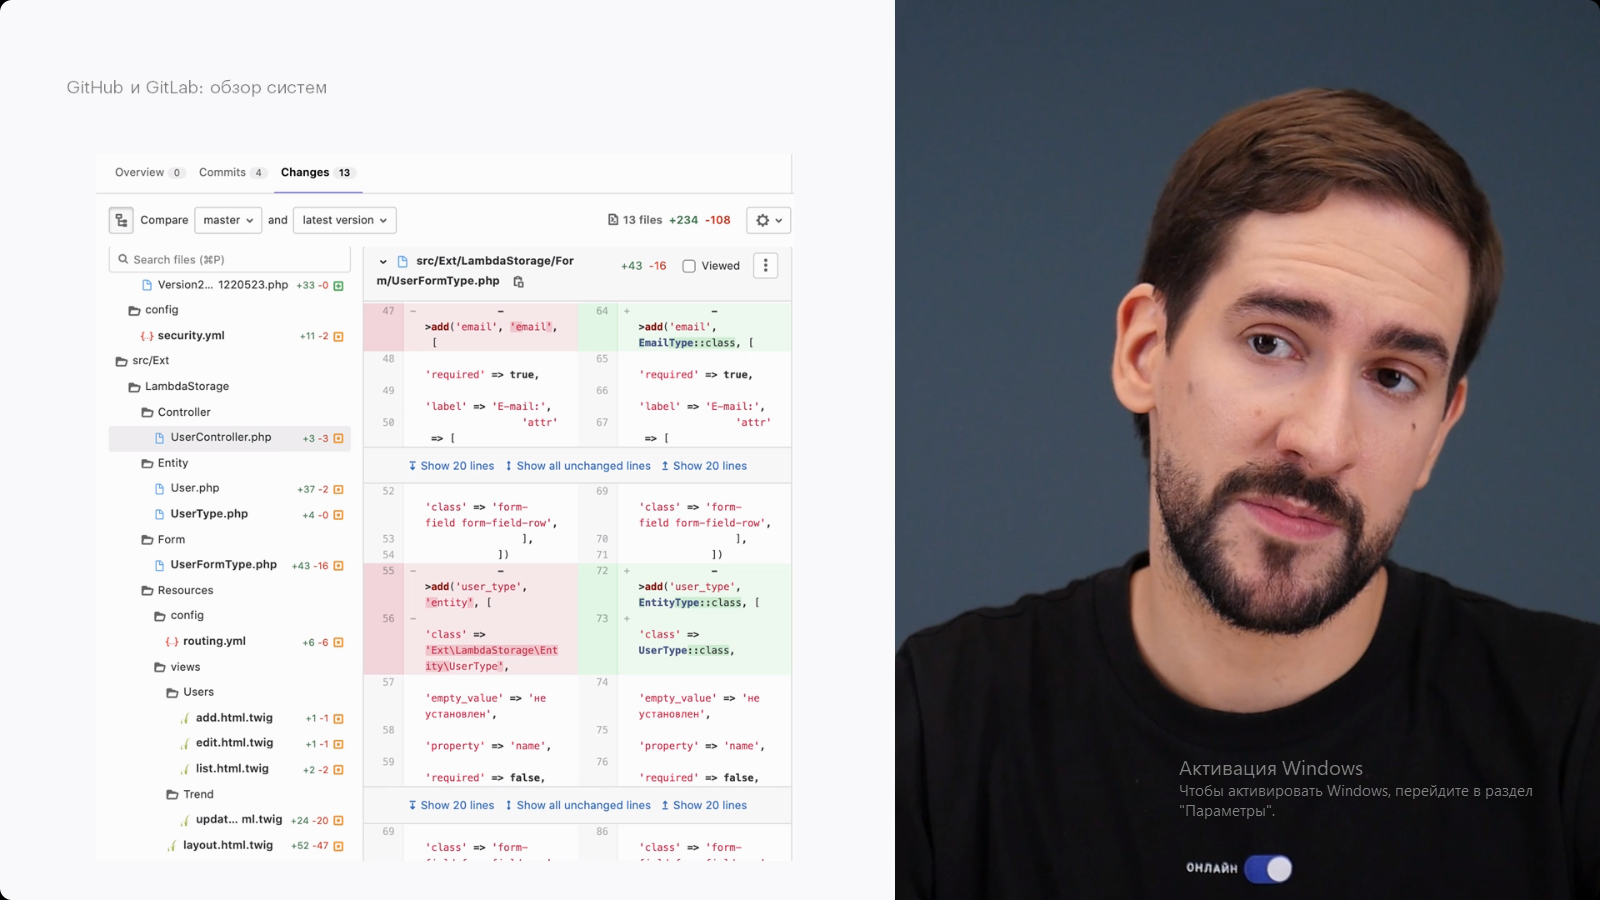 GitHub и GitLab: обзор систем
Overview 0 Commits 4 Changes 13
Compare master and latest version 13 files +234 -108
Search files (⌘P)
Version2... 1220523.php +33 -0
config
security.yml +11 -2
src/Ext
LambdaStorage
Controller
UserController.php +3 -3
Entity
User.php +37 -2
UserType.php +4 -0
Form
UserFormType.php +43 -16
Resources
config
routing.yml +6 -6
views
Users
add.html.twig +1 -1
edit.html.twig +1 -1
list.html.twig +2 -2
Trend
updat... ml.twig +24 -20
layout.html.twig +52 -47
src/Ext/LambdaStorage/For
m/UserFormType.php
+43 -16 Viewed
47 − −
>add('email', 'email',
[
48
'required' => true,
49
'label' => 'E-mail:',
50 'attr'
=> [
64 + −
>add('email',
EmailType::class, [
65
'required' => true,
66
'label' => 'E-mail:',
67 'attr'
=> [
Show 20 lines Show all unchanged lines Show 20 lines
52
'class' => 'form-
field form-field-row',
53 ],
54 ])
55 − −
>add('user_type',
'entity', [
56 −
'class' =>
'Ext\LambdaStorage\Ent
ity\UserType',
57
'empty_value' => 'не
установлен',
58
'property' => 'name',
59
'required' => false,
69
'class' => 'form-
field form-field-row',
70 ],
71 ])
72 + −
>add('user_type',
EntityType::class, [
73 +
'class' =>
UserType::class,
74
'empty_value' => 'не
установлен',
75
'property' => 'name',
76
'required' => false,
Show 20 lines Show all unchanged lines Show 20 lines
69
'class' => 'form-
86
'class' => 'form-
Активация Windows
Чтобы активировать Windows, перейдите в раздел
"Параметры".
ОНЛАЙН